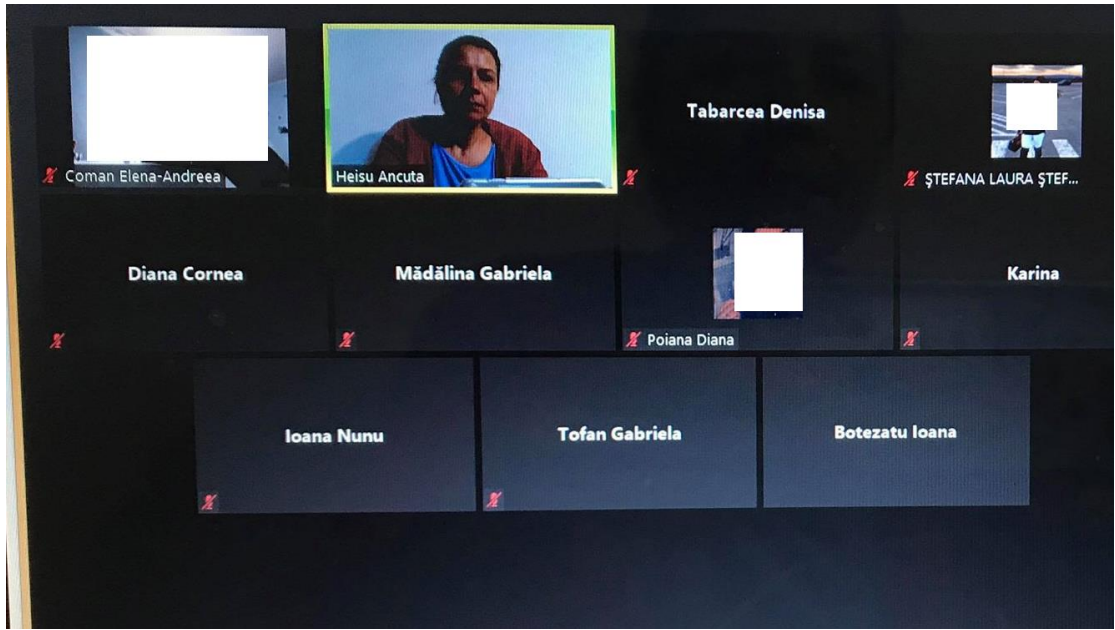 Coman Elena-Andreea
Heisu Ancuta
Tabarcea Denisa
ŞTEFANA LAURA ŞTEF...
Diana Cornea
Mădălina Gabriela
Poiana Diana
Karina
Ioana Nunu
Tofan Gabriela
Botezatu Ioana